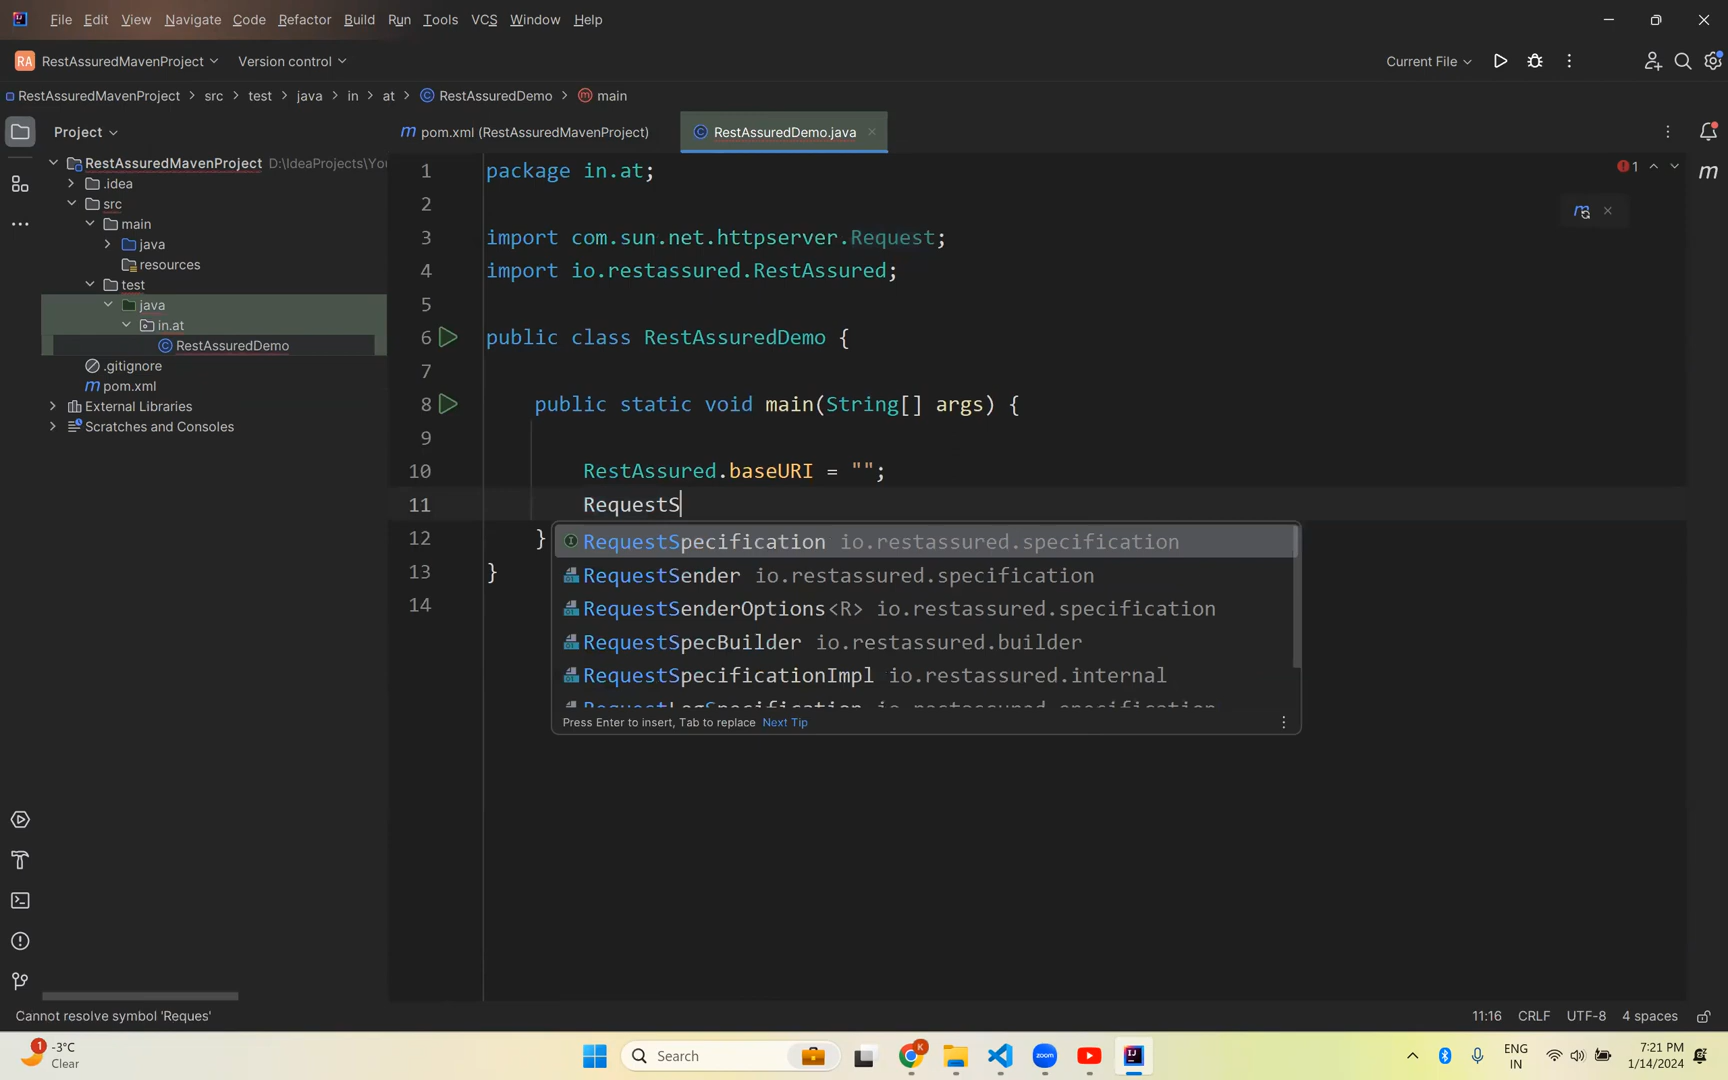 File Edit View Navigate Code Refactor Build Run Tools VCS Window Help
RA RestAssuredMavenProject Version control Current File
RestAssuredMavenProject > src > test > java > in > at > RestAssuredDemo > main
Project
pom.xml (RestAssuredMavenProject)
RestAssuredDemo.java
RestAssuredMavenProject D:\IdeaProjects\You
.idea
src
main
java
resources
test
java
in.at
RestAssuredDemo
.gitignore
pom.xml
External Libraries
Scratches and Consoles
1
1 package in.at;
2
3 import com.sun.net.httpserver.Request;
4 import io.restassured.RestAssured;
5
6 public class RestAssuredDemo {
7
8 public static void main(String[] args) {
9
10 RestAssured.baseURI = "";
11 RequestS
12 }
13 }
14
RequestSpecification io.restassured.specification
RequestSender io.restassured.specification
RequestSenderOptions<R> io.restassured.specification
RequestSpecBuilder io.restassured.builder
RequestSpecificationImpl io.restassured.internal
RequestLogSpecification io.restassured.specification
Press Enter to insert, Tab to replace Next Tip
Cannot resolve symbol 'Reques'
11:16 CRLF UTF-8 4 spaces
1
-3°C
Clear
Search
K
zoom
ENG
IN
7:21 PM
1/14/2024